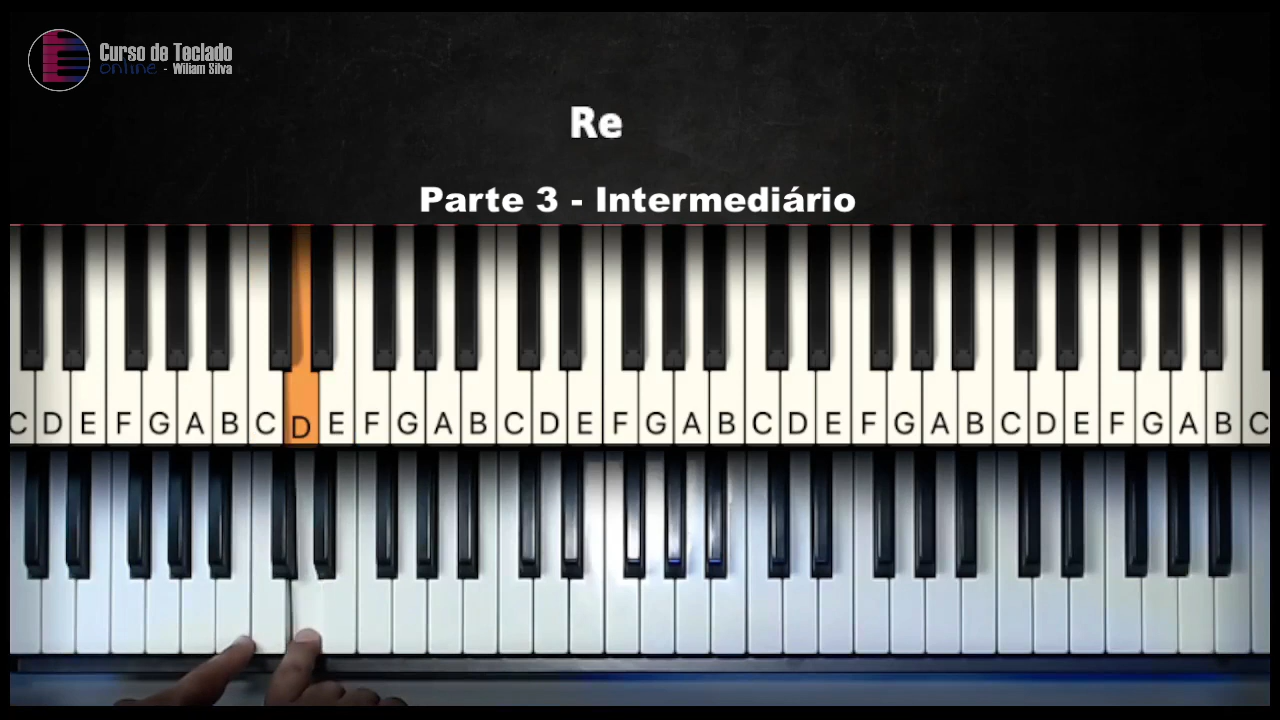 Curso de Teclado
online - Wiliam Silva
Re
Parte 3 - Intermediário
C D E F G A B C D E F G A B C D E F G A B C D E F G A B C D E F G A B C